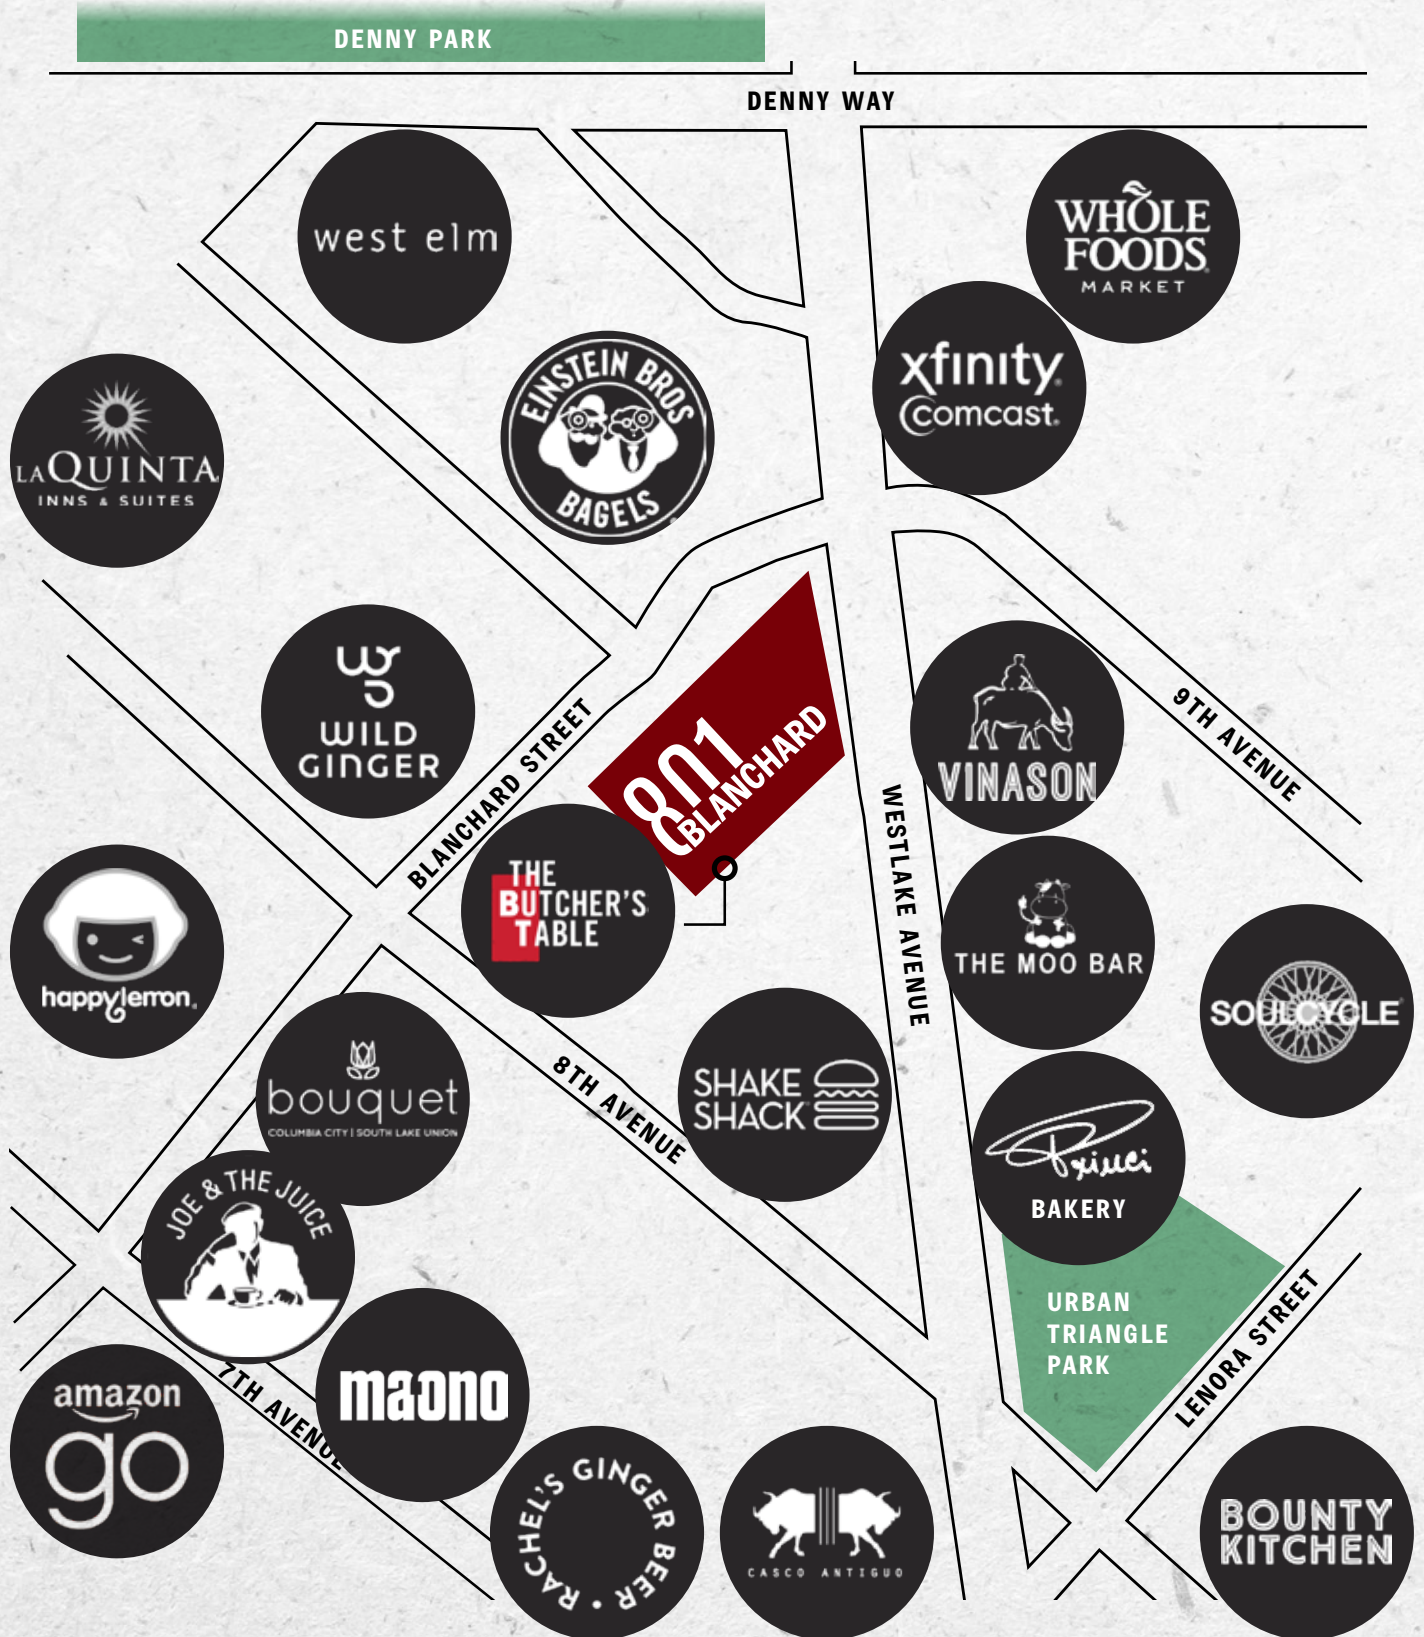 DENNY PARK
DENNY WAY
west elm
WHOLE
FOODS
MARKET
xfinity
comcast
EINSTEIN BROS
BAGELS
LAQUINTA
INNS & SUITES
wg
WILD
GINGER
BLANCHARD STREET
801
BLANCHARD
9TH AVENUE
VINASON
WESTLAKE AVENUE
THE
BUTCHER'S
TABLE
happylemon
THE MOO BAR
SOULCYCLE
bouquet
COLUMBIA CITY | SOUTH LAKE UNION
8TH AVENUE
SHAKE
SHACK
Princi
BAKERY
JOE & THE JUICE
URBAN
TRIANGLE
PARK
LENORA STREET
7TH AVENUE
amazon
go
maono
RACHEL'S GINGER BEER
CASCO ANTIGUO
BOUNTY
KITCHEN